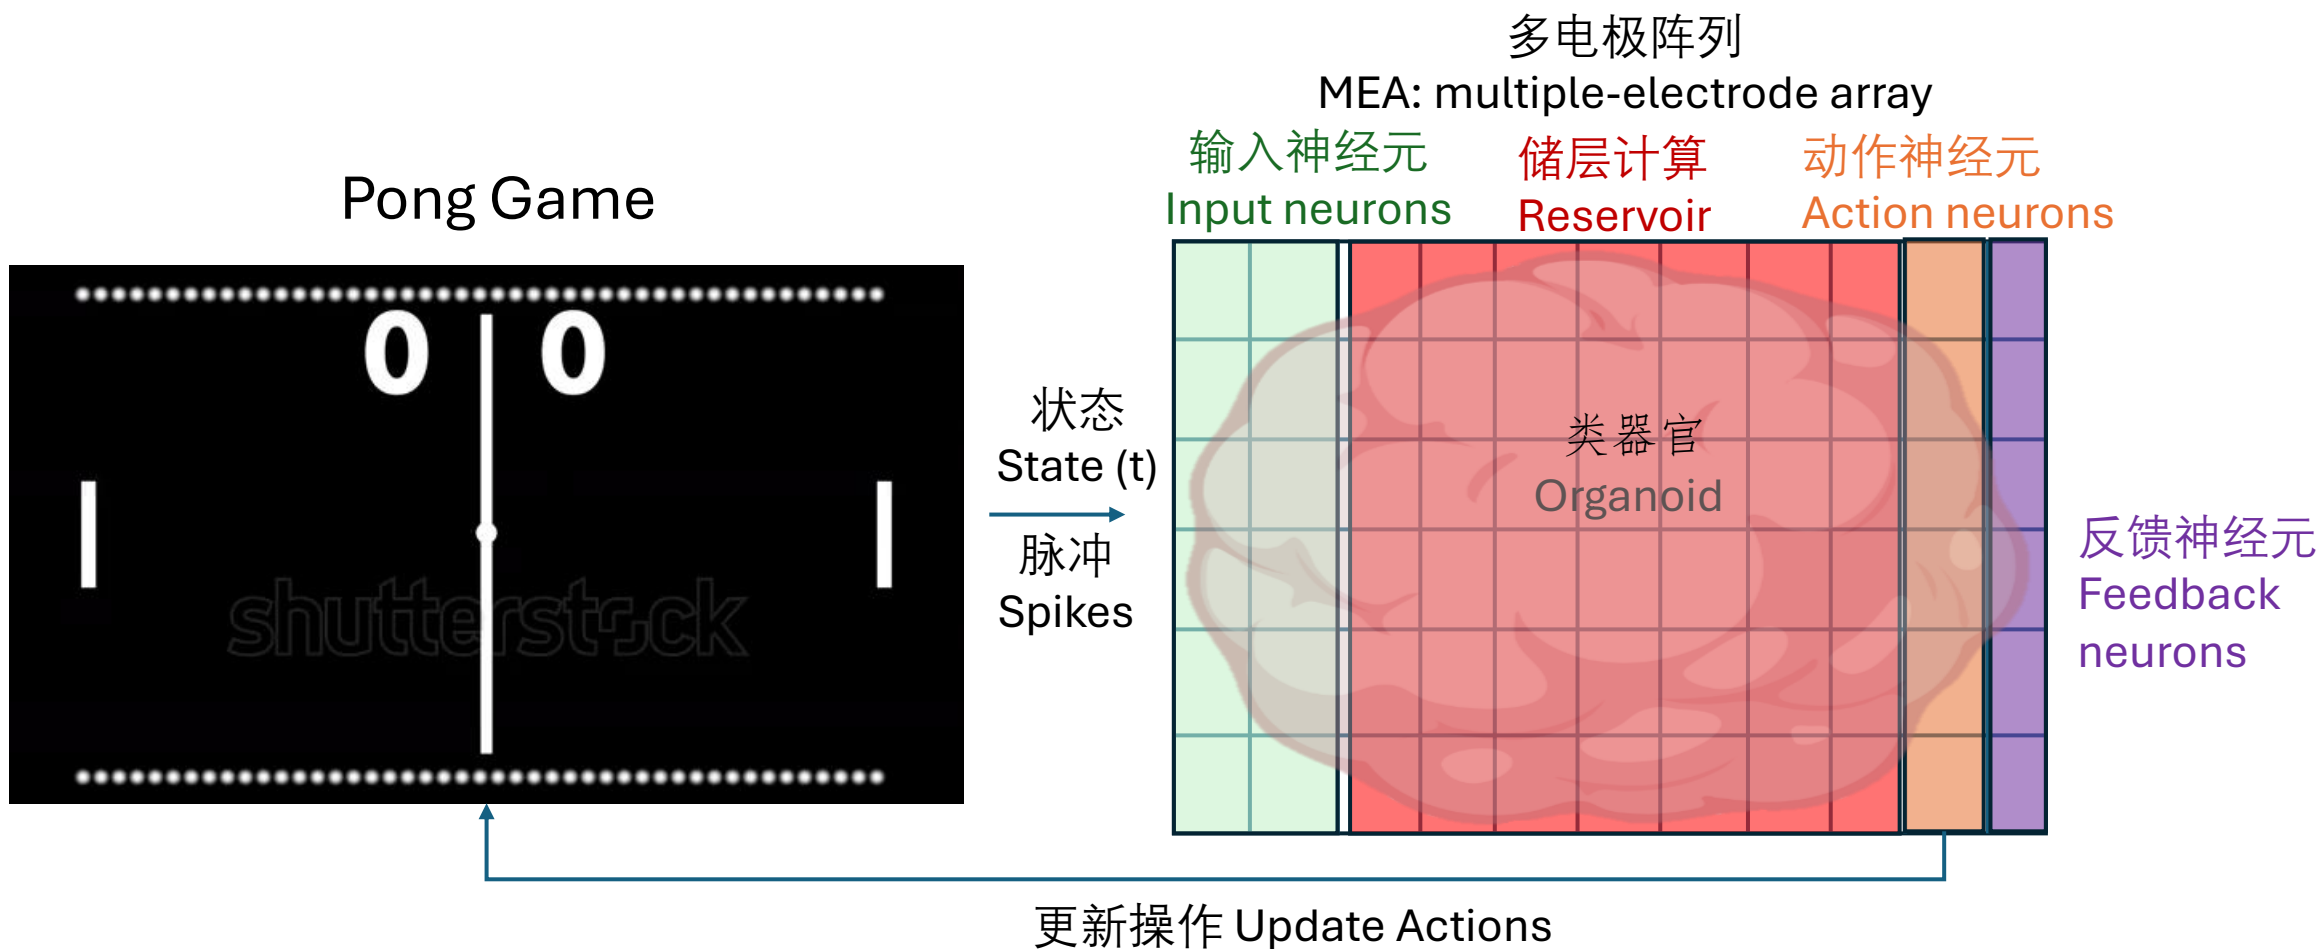 多电极阵列
MEA: multiple-electrode array
输入神经元
Input neurons
储层计算
Reservoir
动作神经元
Action neurons
Pong Game
0 0
shutterstock
状态
State (t)
脉冲
Spikes
类器官
Organoid
反馈神经元
Feedback
neurons
更新操作 Update Actions